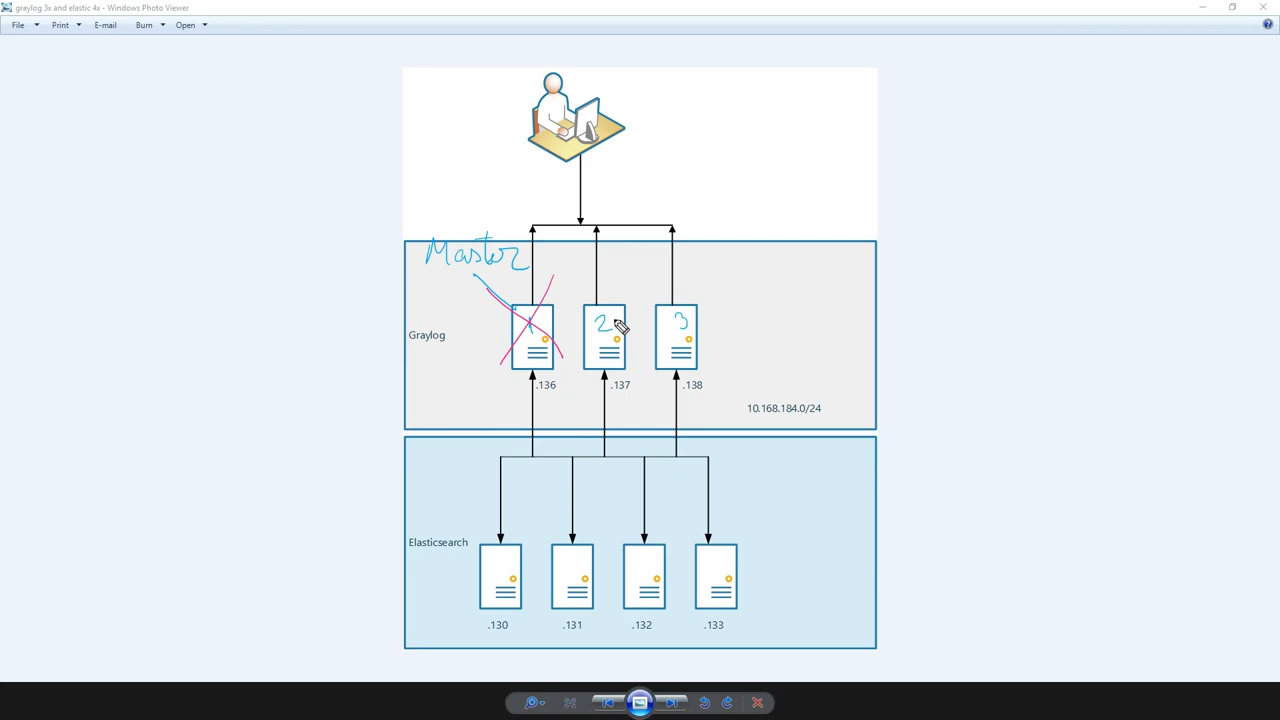 graylog 3x and elastic 4x - Windows Photo Viewer
File Print E-mail Burn Open
Master
1 2 3
Graylog
.136 .137 .138
10.168.184.0/24
Elasticsearch
.130 .131 .132 .133